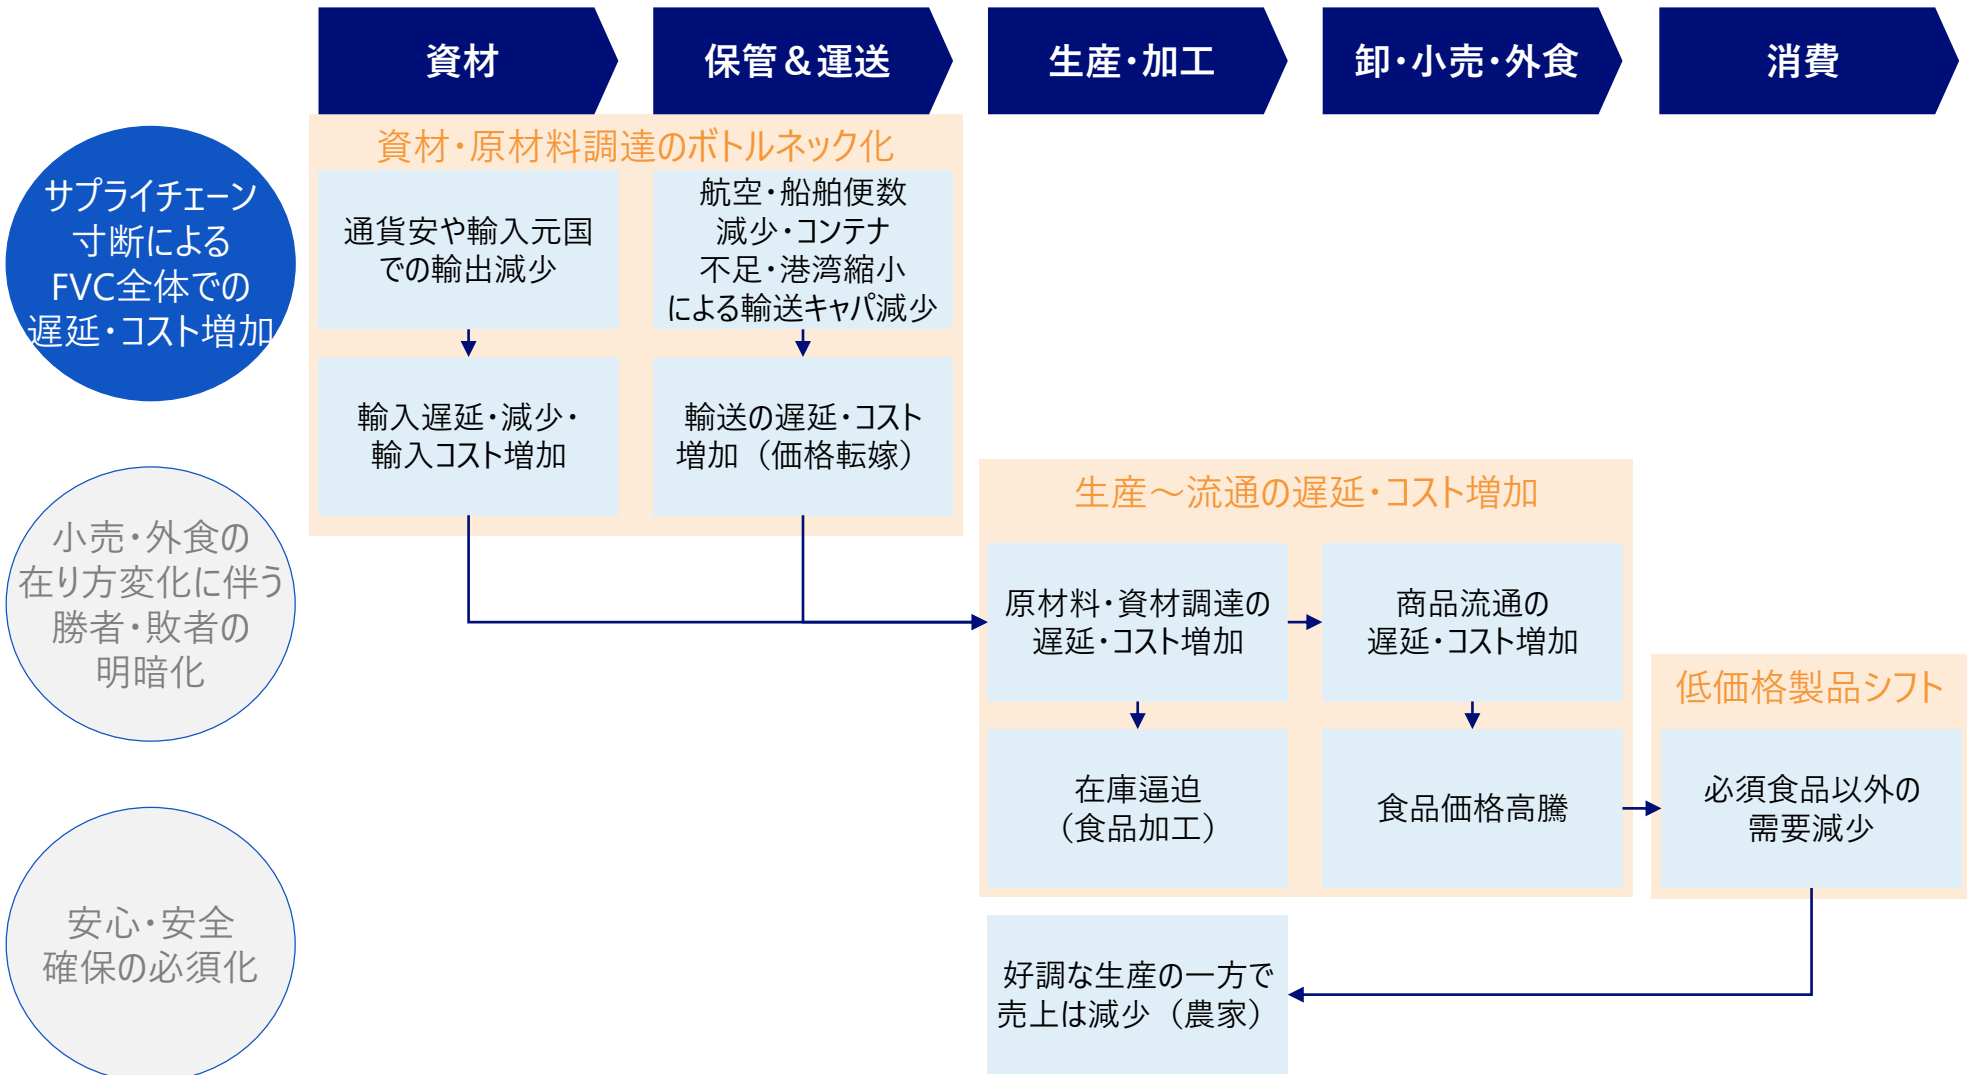 資材
保管＆運送
生産・加工
卸・小売・外食
消費
サプライチェーン
寸断による
FVC全体での
遅延・コスト増加
小売・外食の
在り方変化に伴う
勝者・敗者の
明暗化
安心・安全
確保の必須化
資材・原材料調達のボトルネック化
通貨安や輸入元国
での輸出減少
航空・船舶便数
減少・コンテナ
不足・港湾縮小
による輸送キャパ減少
輸入遅延・減少・
輸入コスト増加
輸送の遅延・コスト
増加（価格転嫁）
生産～流通の遅延・コスト増加
原材料・資材調達の
遅延・コスト増加
商品流通の
遅延・コスト増加
在庫逼迫
（食品加工）
食品価格高騰
低価格製品シフト
必須食品以外の
需要減少
好調な生産の一方で
売上は減少（農家）